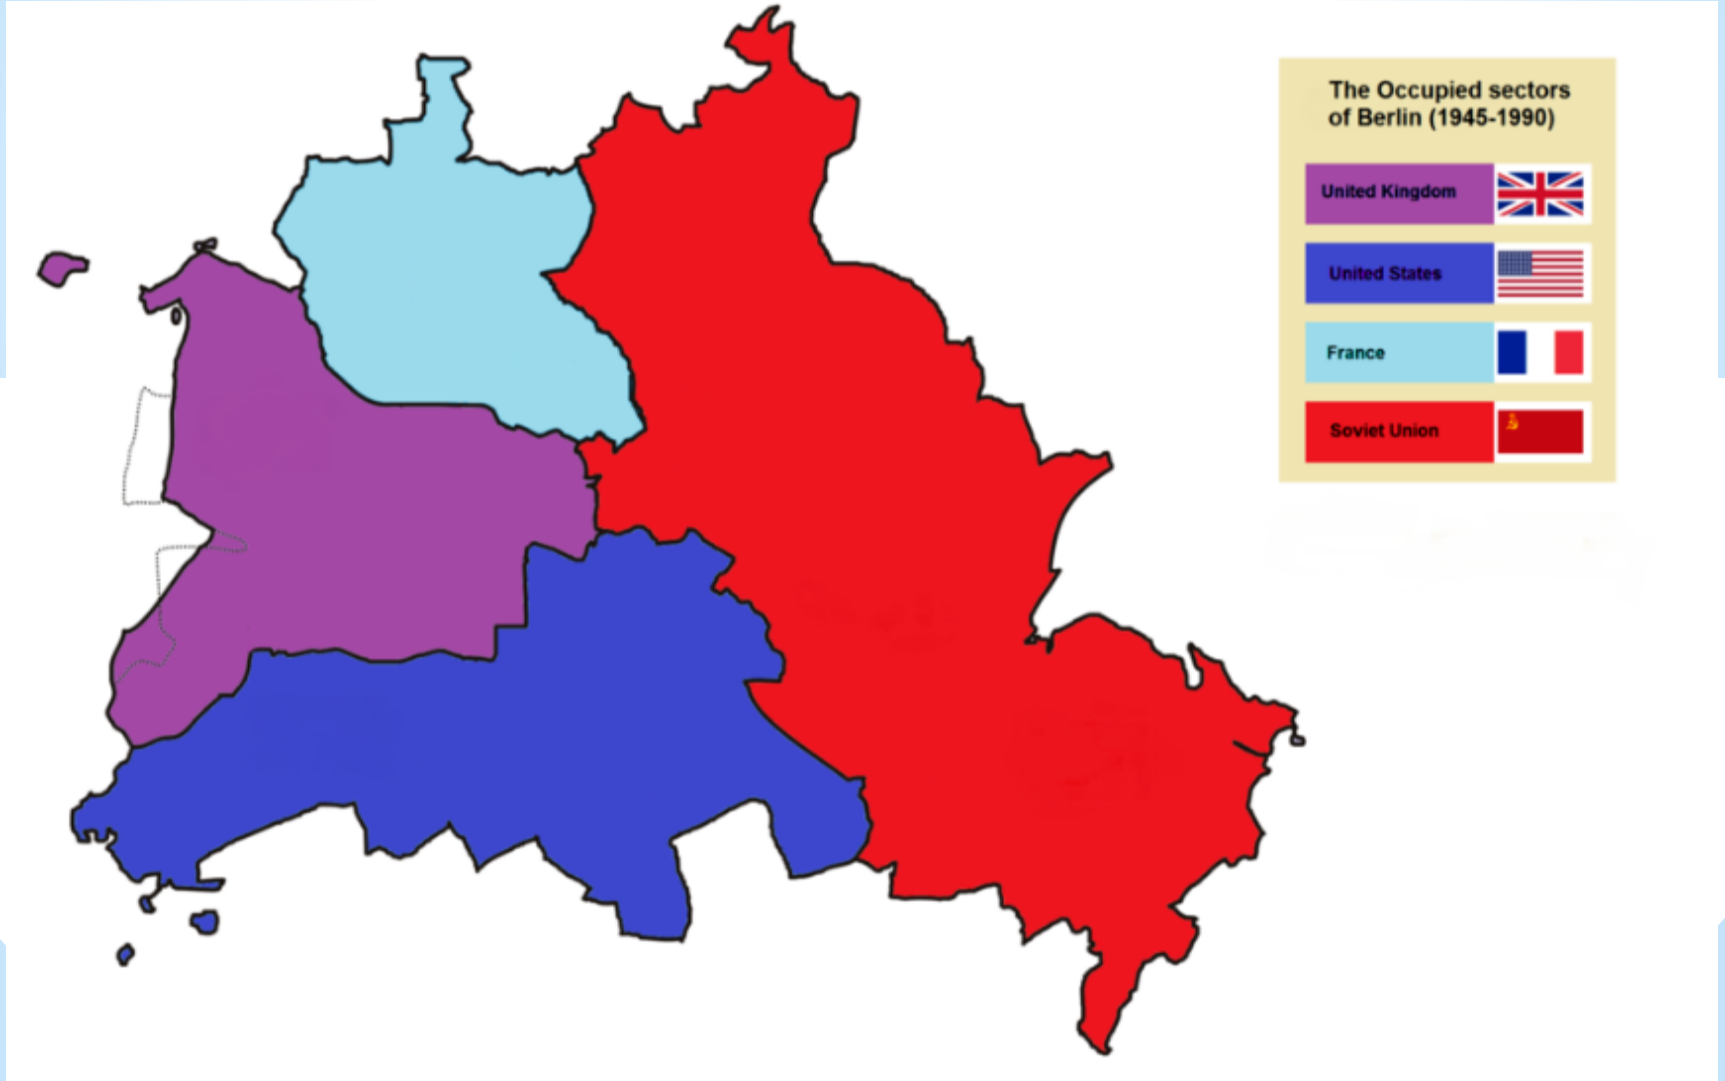 The Occupied sectors
of Berlin (1945-1990)
United Kingdom
United States
France
Soviet Union